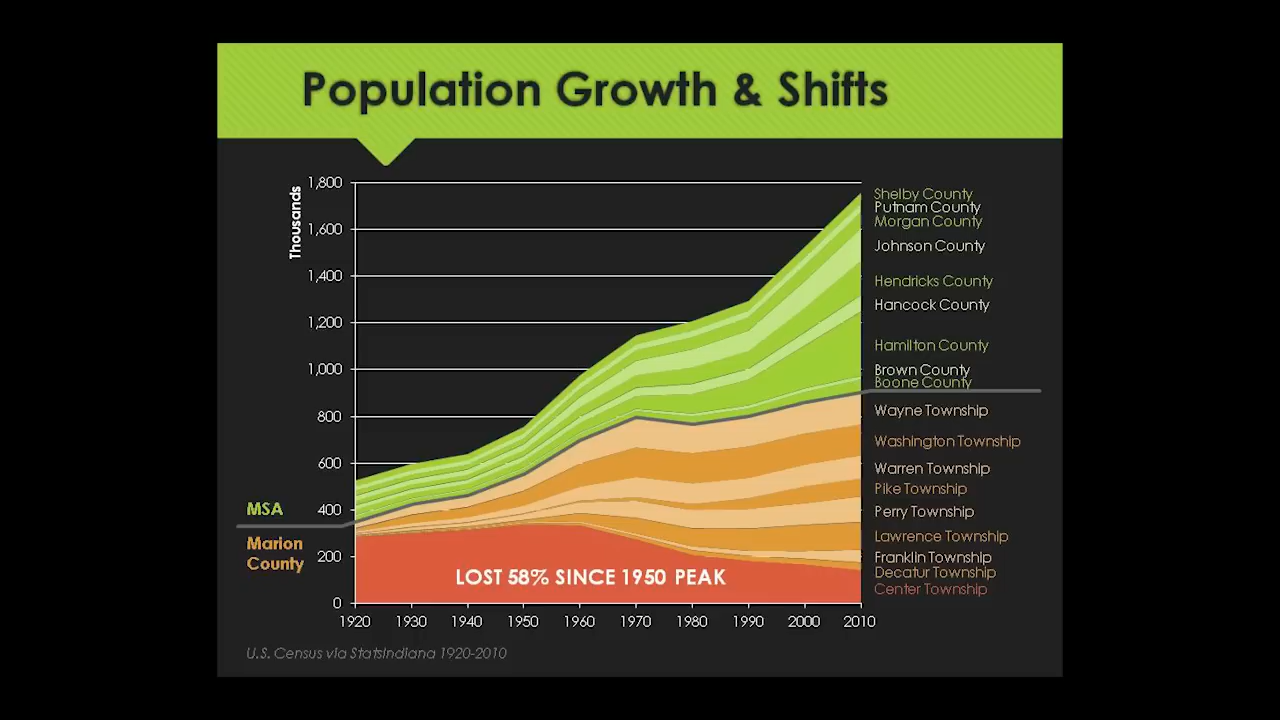 Population Growth & Shifts
Thousands
1,800
1,600
1,400
1,200
1,000
800
600
400
200
0
MSA
Marion
County
LOST 58% SINCE 1950 PEAK
1920 1930 1940 1950 1960 1970 1980 1990 2000 2010
Shelby County
Putnam County
Morgan County
Johnson County
Hendricks County
Hancock County
Hamilton County
Brown County
Boone County
Wayne Township
Washington Township
Warren Township
Pike Township
Perry Township
Lawrence Township
Franklin Township
Decatur Township
Center Township
U.S. Census via StatsIndiana 1920-2010